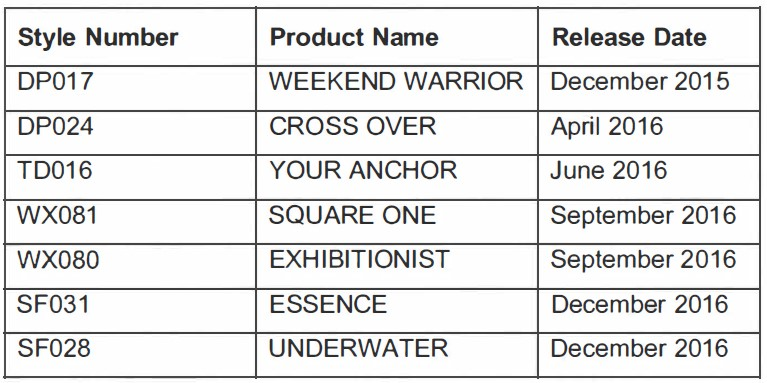 Style Number Product Name Release Date
DP017 WEEKEND WARRIOR December 2015
DP024 CROSS OVER April 2016
TD016 YOUR ANCHOR June 2016
WX081 SQUARE ONE September 2016
WX080 EXHIBITIONIST September 2016
SF031 ESSENCE December 2016
SF028 UNDERWATER December 2016